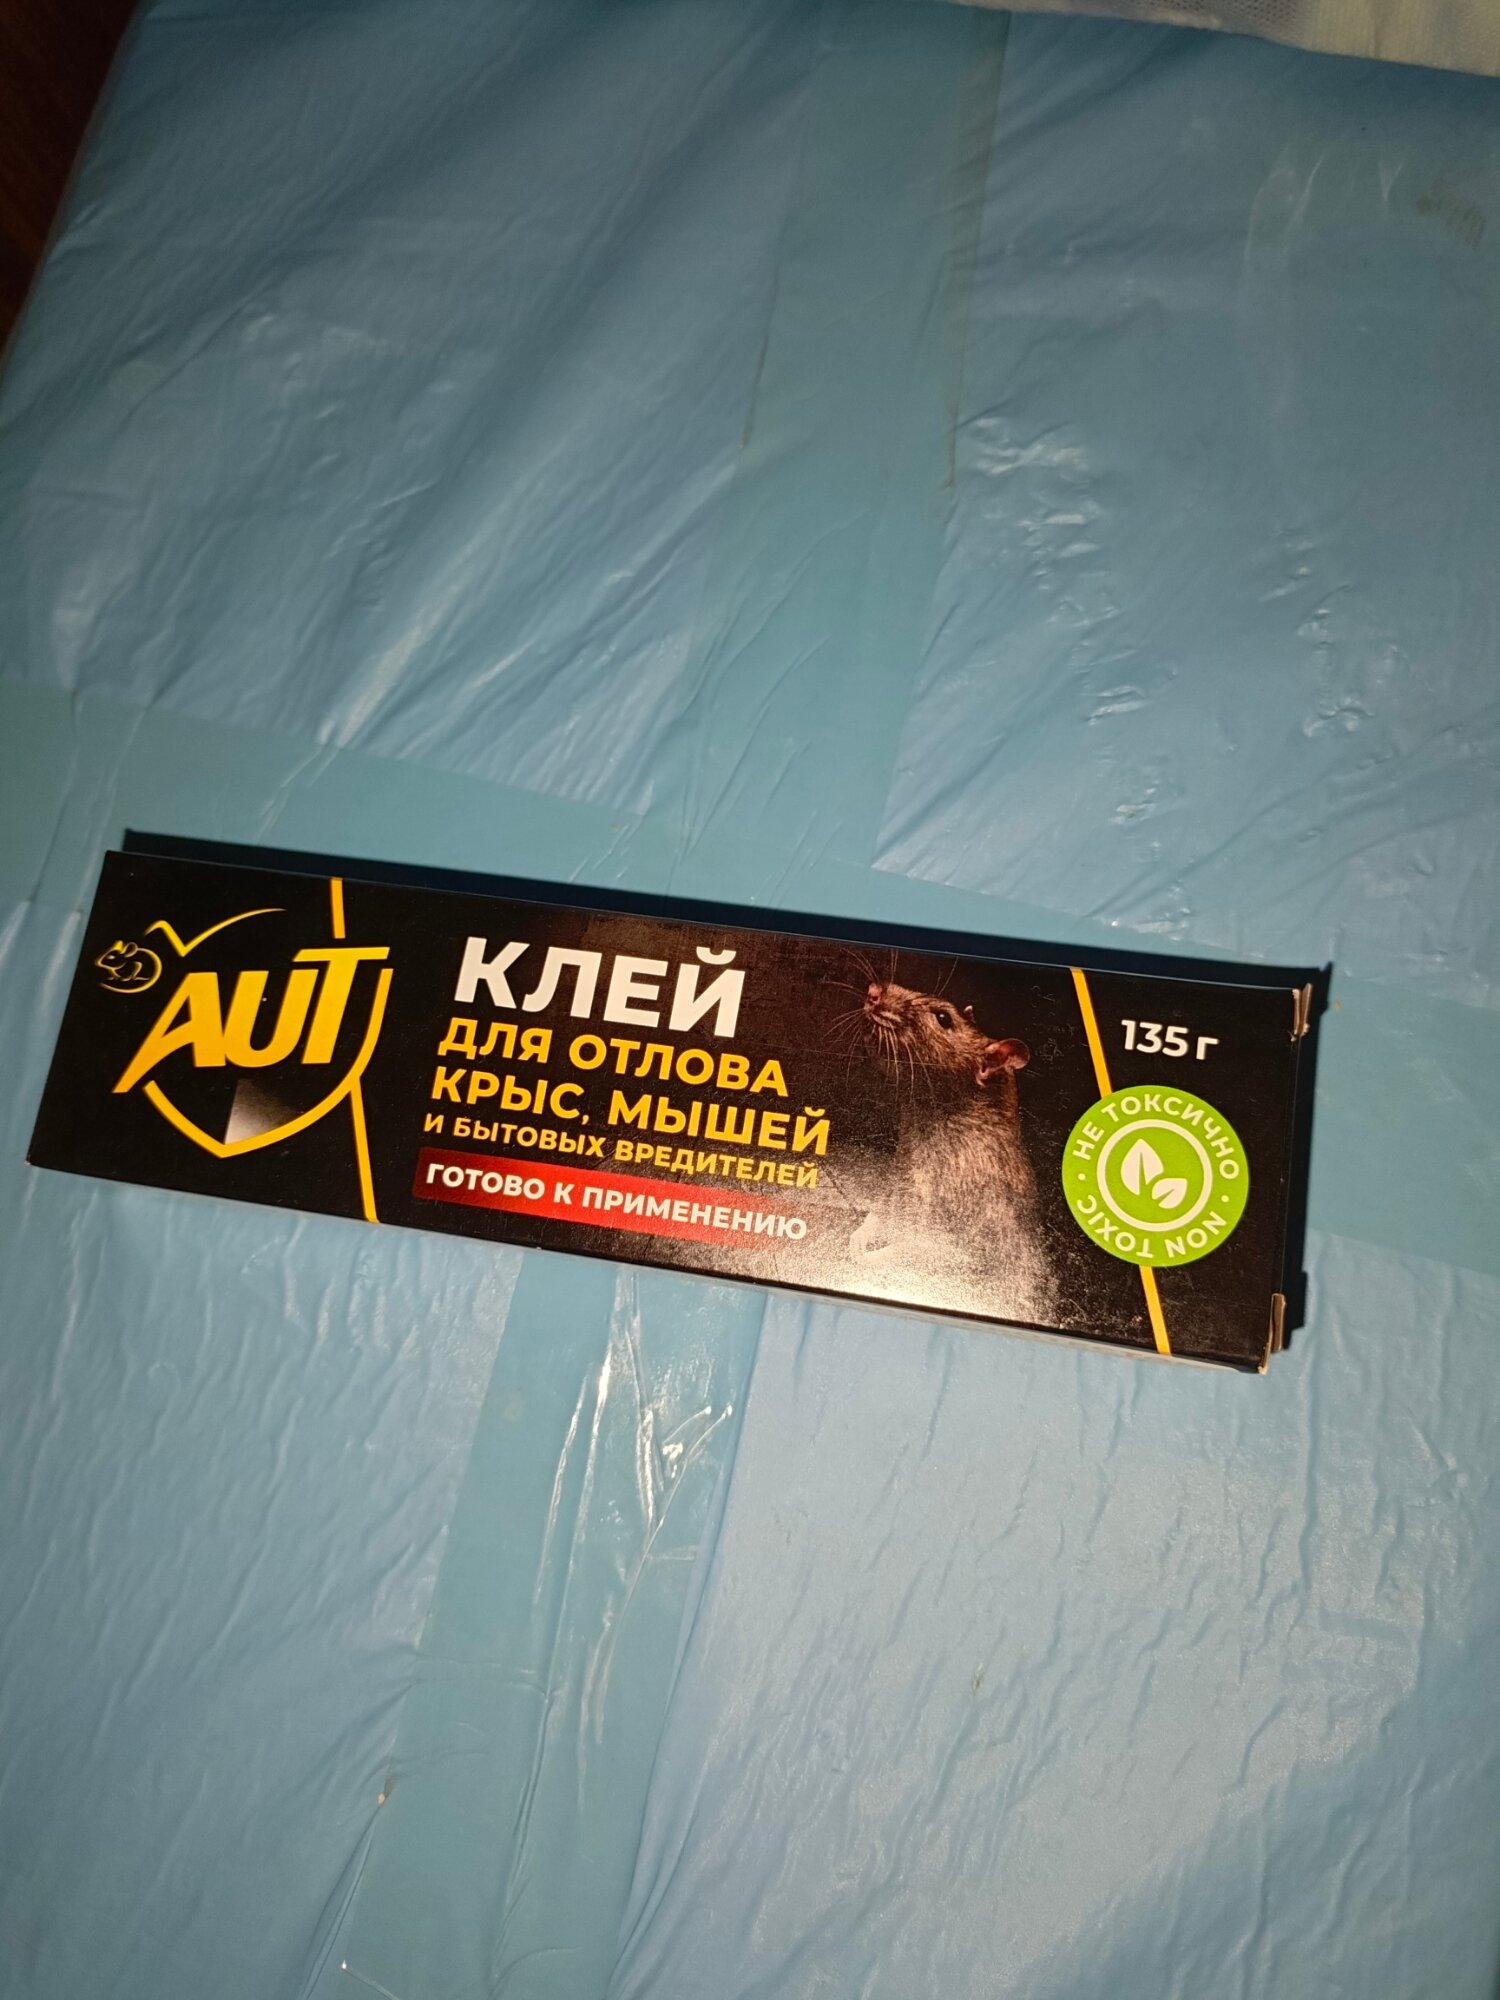 AUT
КЛЕЙ
ДЛЯ ОТЛОВА
КРЫС, МЫШЕЙ
И БЫТОВЫХ ВРЕДИТЕЛЕЙ
ГОТОВО К ПРИМЕНЕНИЮ
135 г
НЕ ТОКСИЧНО
NON TOXIC